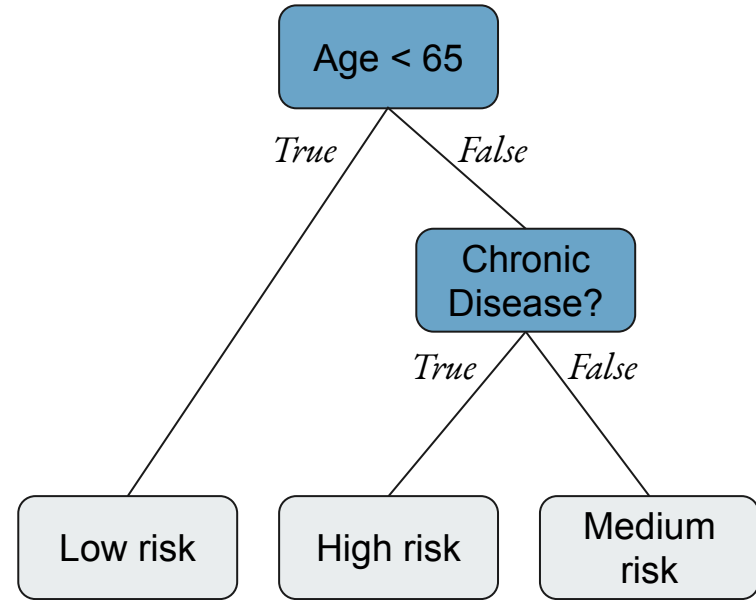 Age < 65
True
False
Chronic
Disease?
True
False
Low risk
High risk
Medium
risk